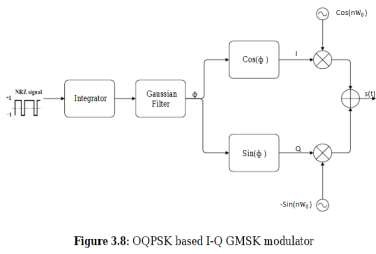 Cos(nW₀)
Cos(ϕ )
I
NRZ signal
+1
-1
Integrator
Gaussian
Filter
ϕ
s(t)
Sin(ϕ )
Q
-Sin(nW₀)
Figure 3.8: OQPSK based I-Q GMSK modulator